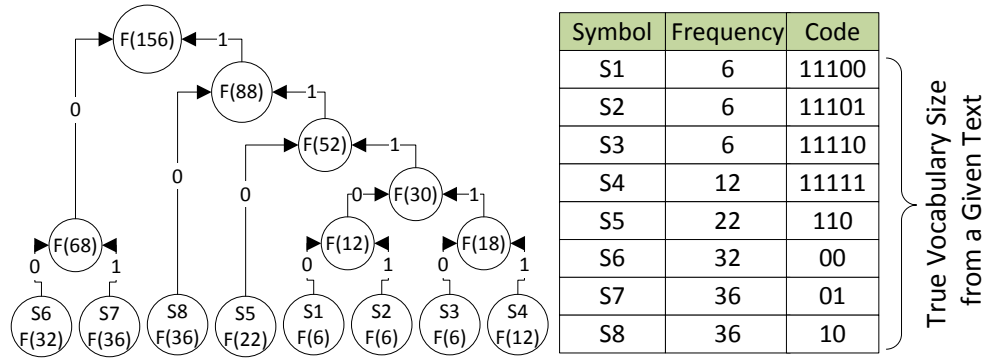 F(156)
0
1
F(88)
0
1
F(52)
0
1
F(30)
0
1
F(68)
F(12)
F(18)
0
1
0
1
0
1
S6 F(32)
S7 F(36)
S8 F(36)
S5 F(22)
S1 F(6)
S2 F(6)
S3 F(6)
S4 F(12)
Symbol Frequency Code
S1 6 11100
S2 6 11101
S3 6 11110
S4 12 11111
S5 22 110
S6 32 00
S7 36 01
S8 36 10
True Vocabulary Size
from a Given Text